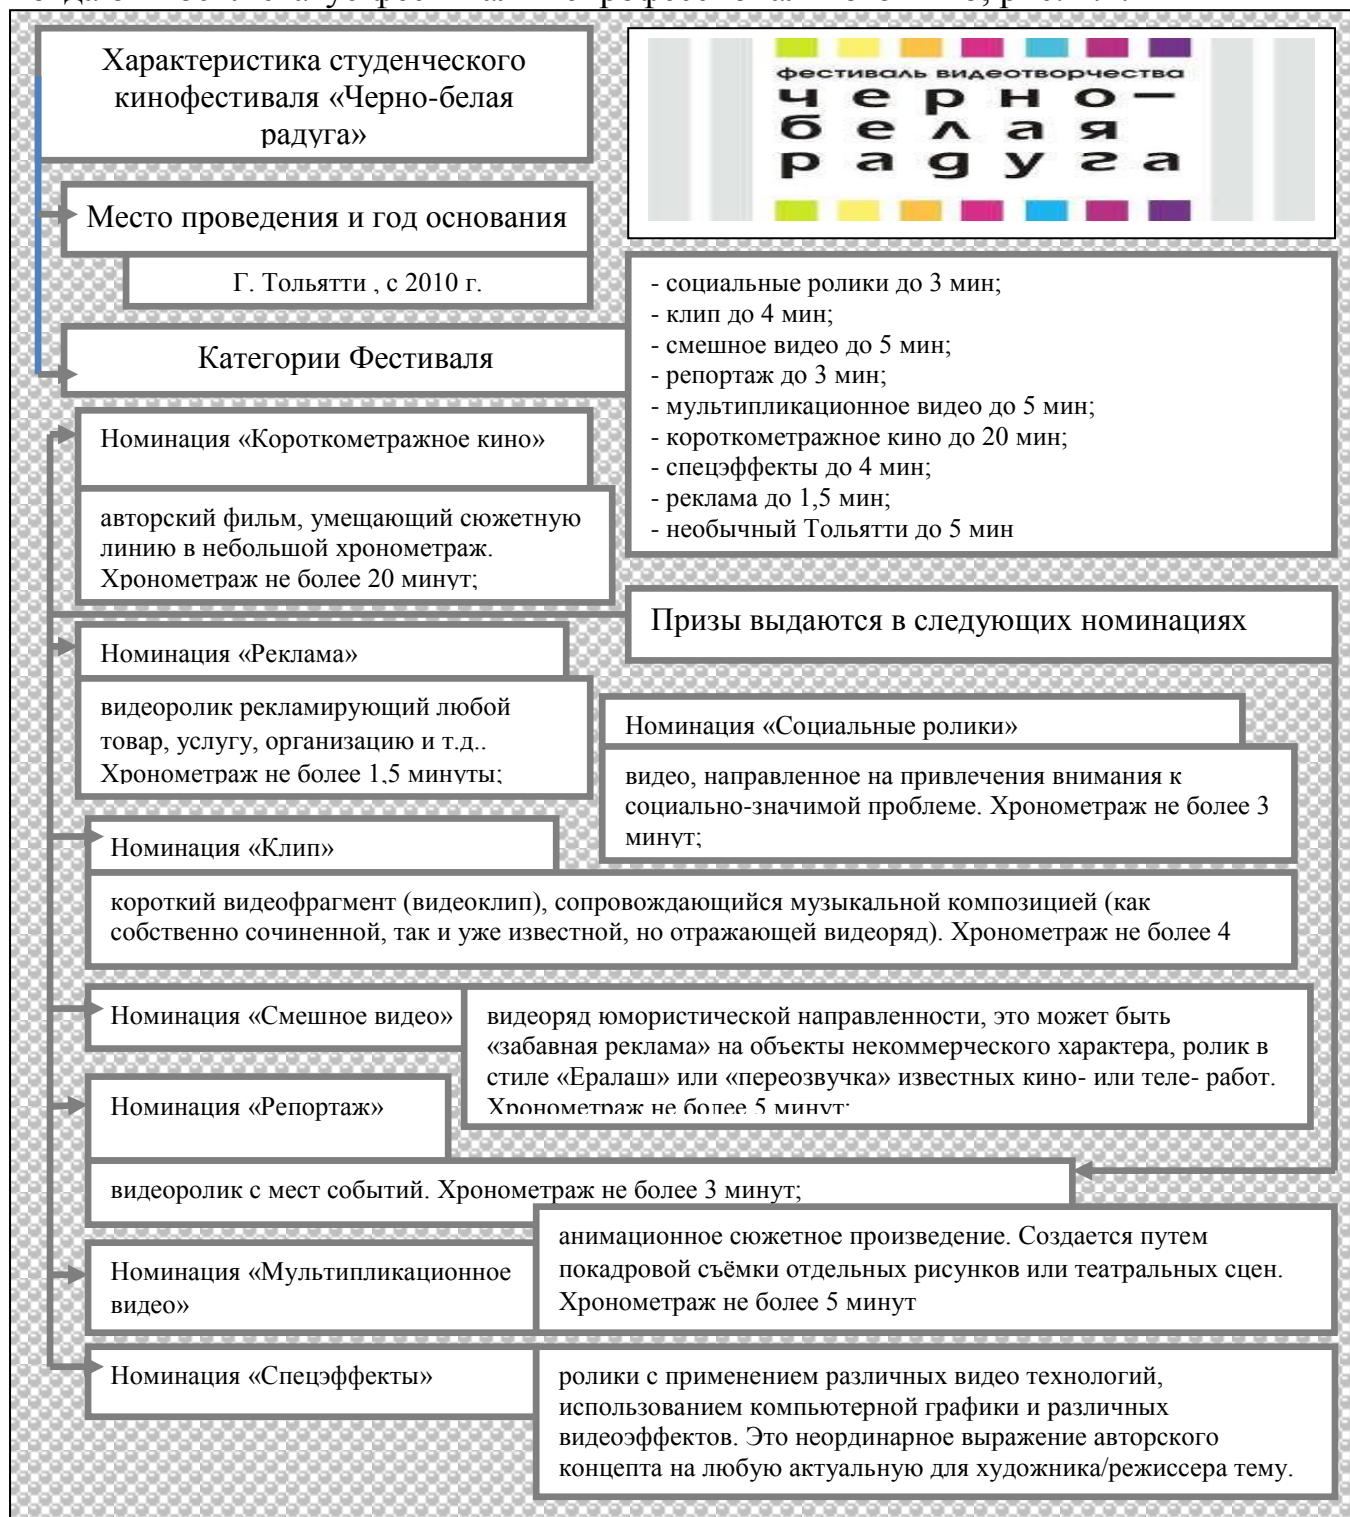 Характеристика студенческого
кинофестиваля «Черно-белая
радуга»
фестиваль видеотворчества
черно-
белая
радуга
Место проведения и год основания
Г. Тольятти , с 2010 г.
Категории Фестиваля
- социальные ролики до 3 мин;
- клип до 4 мин;
- смешное видео до 5 мин;
- репортаж до 3 мин;
- мультипликационное видео до 5 мин;
- короткометражное кино до 20 мин;
- спецэффекты до 4 мин;
- реклама до 1,5 мин;
- необычный Тольятти до 5 мин
Призы выдаются в следующих номинациях
Номинация «Короткометражное кино»
авторский фильм, умещающий сюжетную
линию в небольшой хронометраж.
Хронометраж не более 20 минут;
Номинация «Реклама»
видеоролик рекламирующий любой
товар, услугу, организацию и т.д..
Хронометраж не более 1,5 минуты;
Номинация «Социальные ролики»
видео, направленное на привлечения внимания к
социально-значимой проблеме. Хронометраж не более 3
минут;
Номинация «Клип»
короткий видеофрагмент (видеоклип), сопровождающийся музыкальной композицией (как
собственно сочиненной, так и уже известной, но отражающей видеоряд). Хронометраж не более 4
Номинация «Смешное видео»
видеоряд юмористической направленности, это может быть
«забавная реклама» на объекты некоммерческого характера, ролик в
стиле «Ералаш» или «переозвучка» известных кино- или теле- работ.
Хронометраж не более 5 минут;
Номинация «Репортаж»
видеоролик с мест событий. Хронометраж не более 3 минут;
Номинация «Мультипликационное
видео»
анимационное сюжетное произведение. Создается путем
покадровой съёмки отдельных рисунков или театральных сцен.
Хронометраж не более 5 минут
Номинация «Спецэффекты»
ролики с применением различных видео технологий,
использованием компьютерной графики и различных
видеоэффектов. Это неординарное выражение авторского
концепта на любую актуальную для художника/режиссера тему.